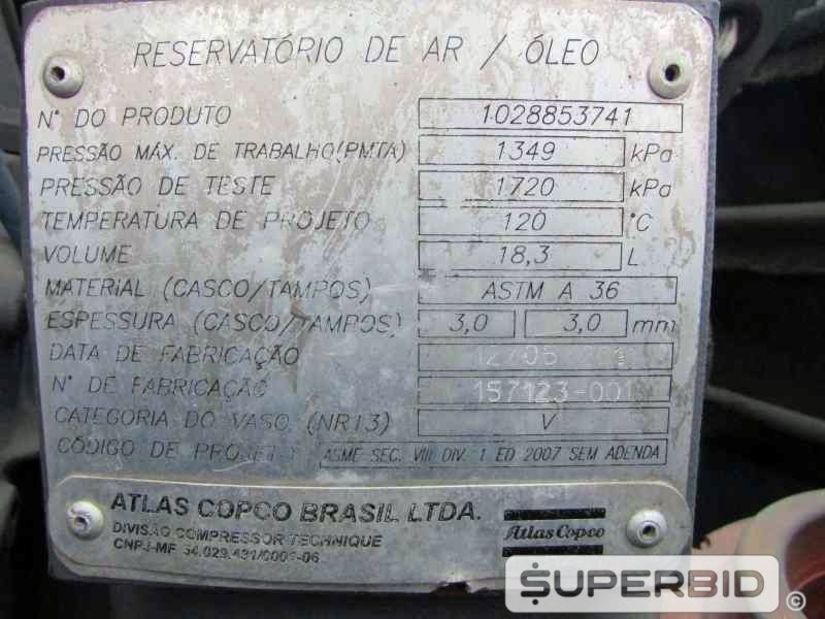 RESERVATÓRIO DE AR / ÓLEO
N° DO PRODUTO 1028853741
PRESSÃO MÁX. DE TRABALHO(PMTA) 1349 kPa
PRESSÃO DE TESTE 1720 kPa
TEMPERATURA DE PROJETO 120 °C
VOLUME 18,3 L
MATERIAL (CASCO/TAMPOS) ASTM A 36
ESPESSURA (CASCO/TAMPOS) 3,0 3,0 mm
DATA DE FABRICAÇÃO
N° DE FABRICAÇÃO 157123-001
CATEGORIA DO VASO (NR13) V
CÓDIGO DE PROJETO ASME SEC. VIII DIV. 1 ED 2007 SEM ADENDA
ATLAS COPCO BRASIL LTDA.
DIVISÃO COMPRESSOR TECHNIQUE
CNPJ-MF
Atlas Copco
SUPERBID ©